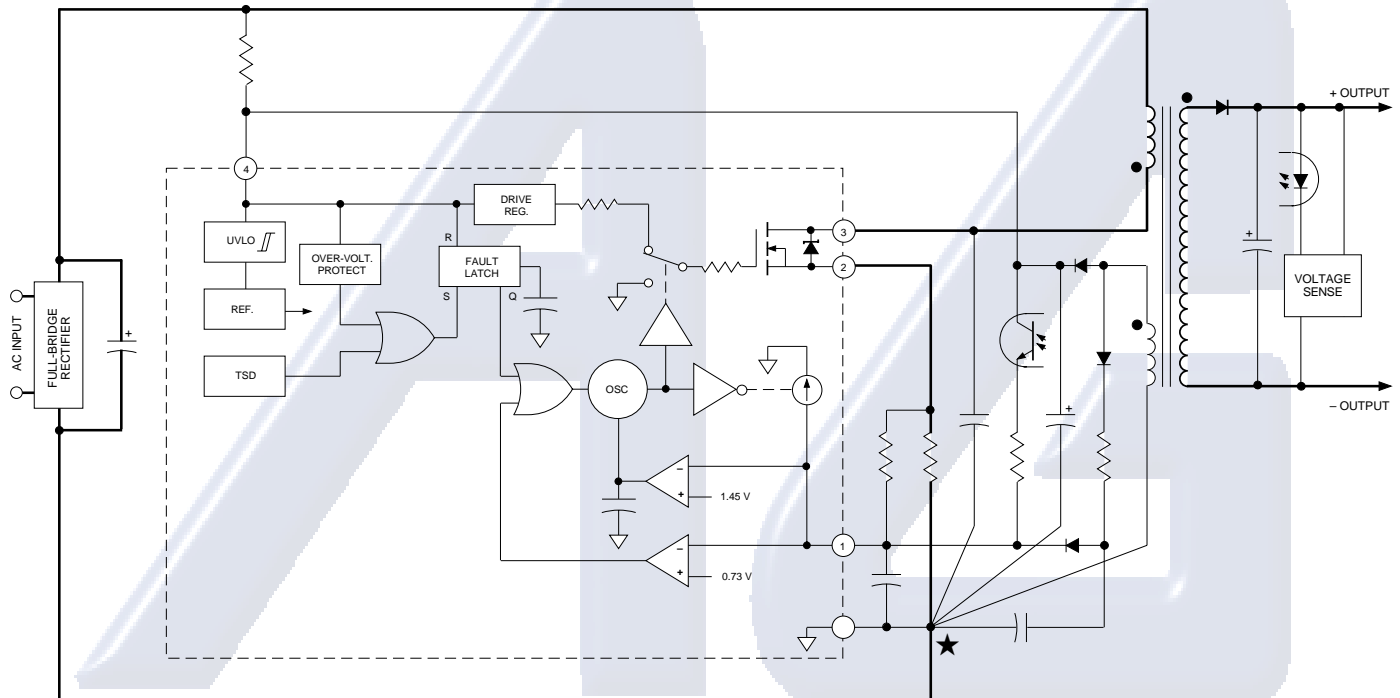 + OUTPUT
4
DRIVE
REG.
R
UVLO
OVER-VOLT.
PROTECT
FAULT
LATCH
3
2
+
VOLTAGE
SENSE
S
Q
REF.
AC INPUT
FULL-BRIDGE
RECTIFIER
+
TSD
OSC
– OUTPUT
+
–
+
1.45 V
–
+
0.73 V
1